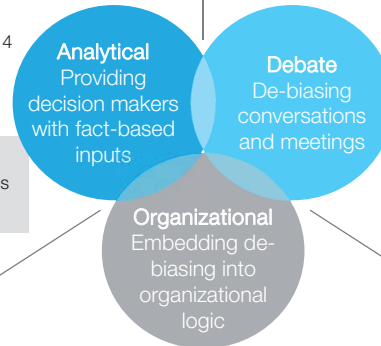 4
Analytical
Providing
decision makers
with fact-based
inputs
Debate
De-biasing
conversations
and meetings
s
Organizational
Embedding de-
biasing into
organizational
logic